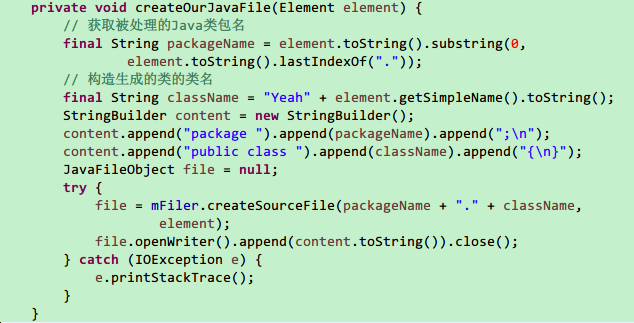 private void createOurJavaFile(Element element) {
// 获取被处理的Java类包名
final String packageName = element.toString().substring(0,
element.toString().lastIndexOf("."));
// 构造生成的类的类名
final String className = "Yeah" + element.getSimpleName().toString();
StringBuilder content = new StringBuilder();
content.append("package ").append(packageName).append(";\n");
content.append("public class ").append(className).append("{\n}");
JavaFileObject file = null;
try {
file = mFiler.createSourceFile(packageName + "." + className,
element);
file.openWriter().append(content.toString()).close();
} catch (IOException e) {
e.printStackTrace();
}
}